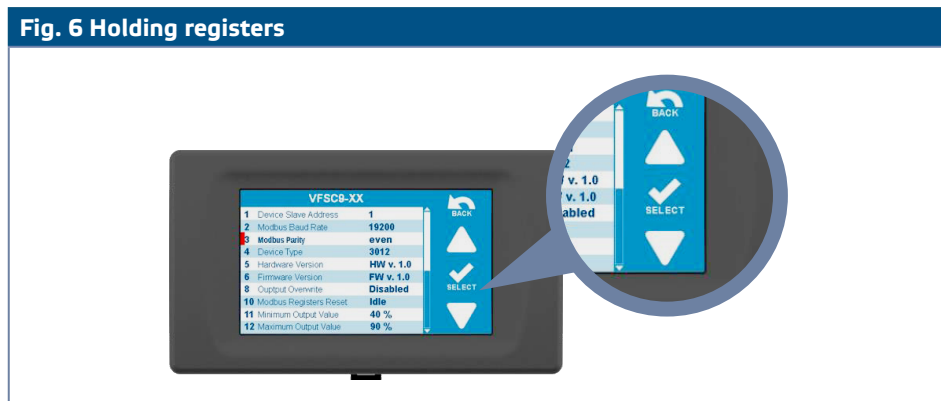 Fig. 6 Holding registers
VFSC9-XX
1 Device Slave Address 1
2 Modbus Baud Rate 19200
3 Modbus Purity even
4 Device Type 3012
5 Hardware Version HW v. 1.0
6 Firmware Version FW v. 1.0
8 Ouptput Overwrite Disabled
10 Modbus Registers Reset Idle
11 Minimum Output Value 40 %
12 Maximum Output Value 90 %
BACK
SELECT
BACK
v. 1.0
v. 1.0
abled
SELECT